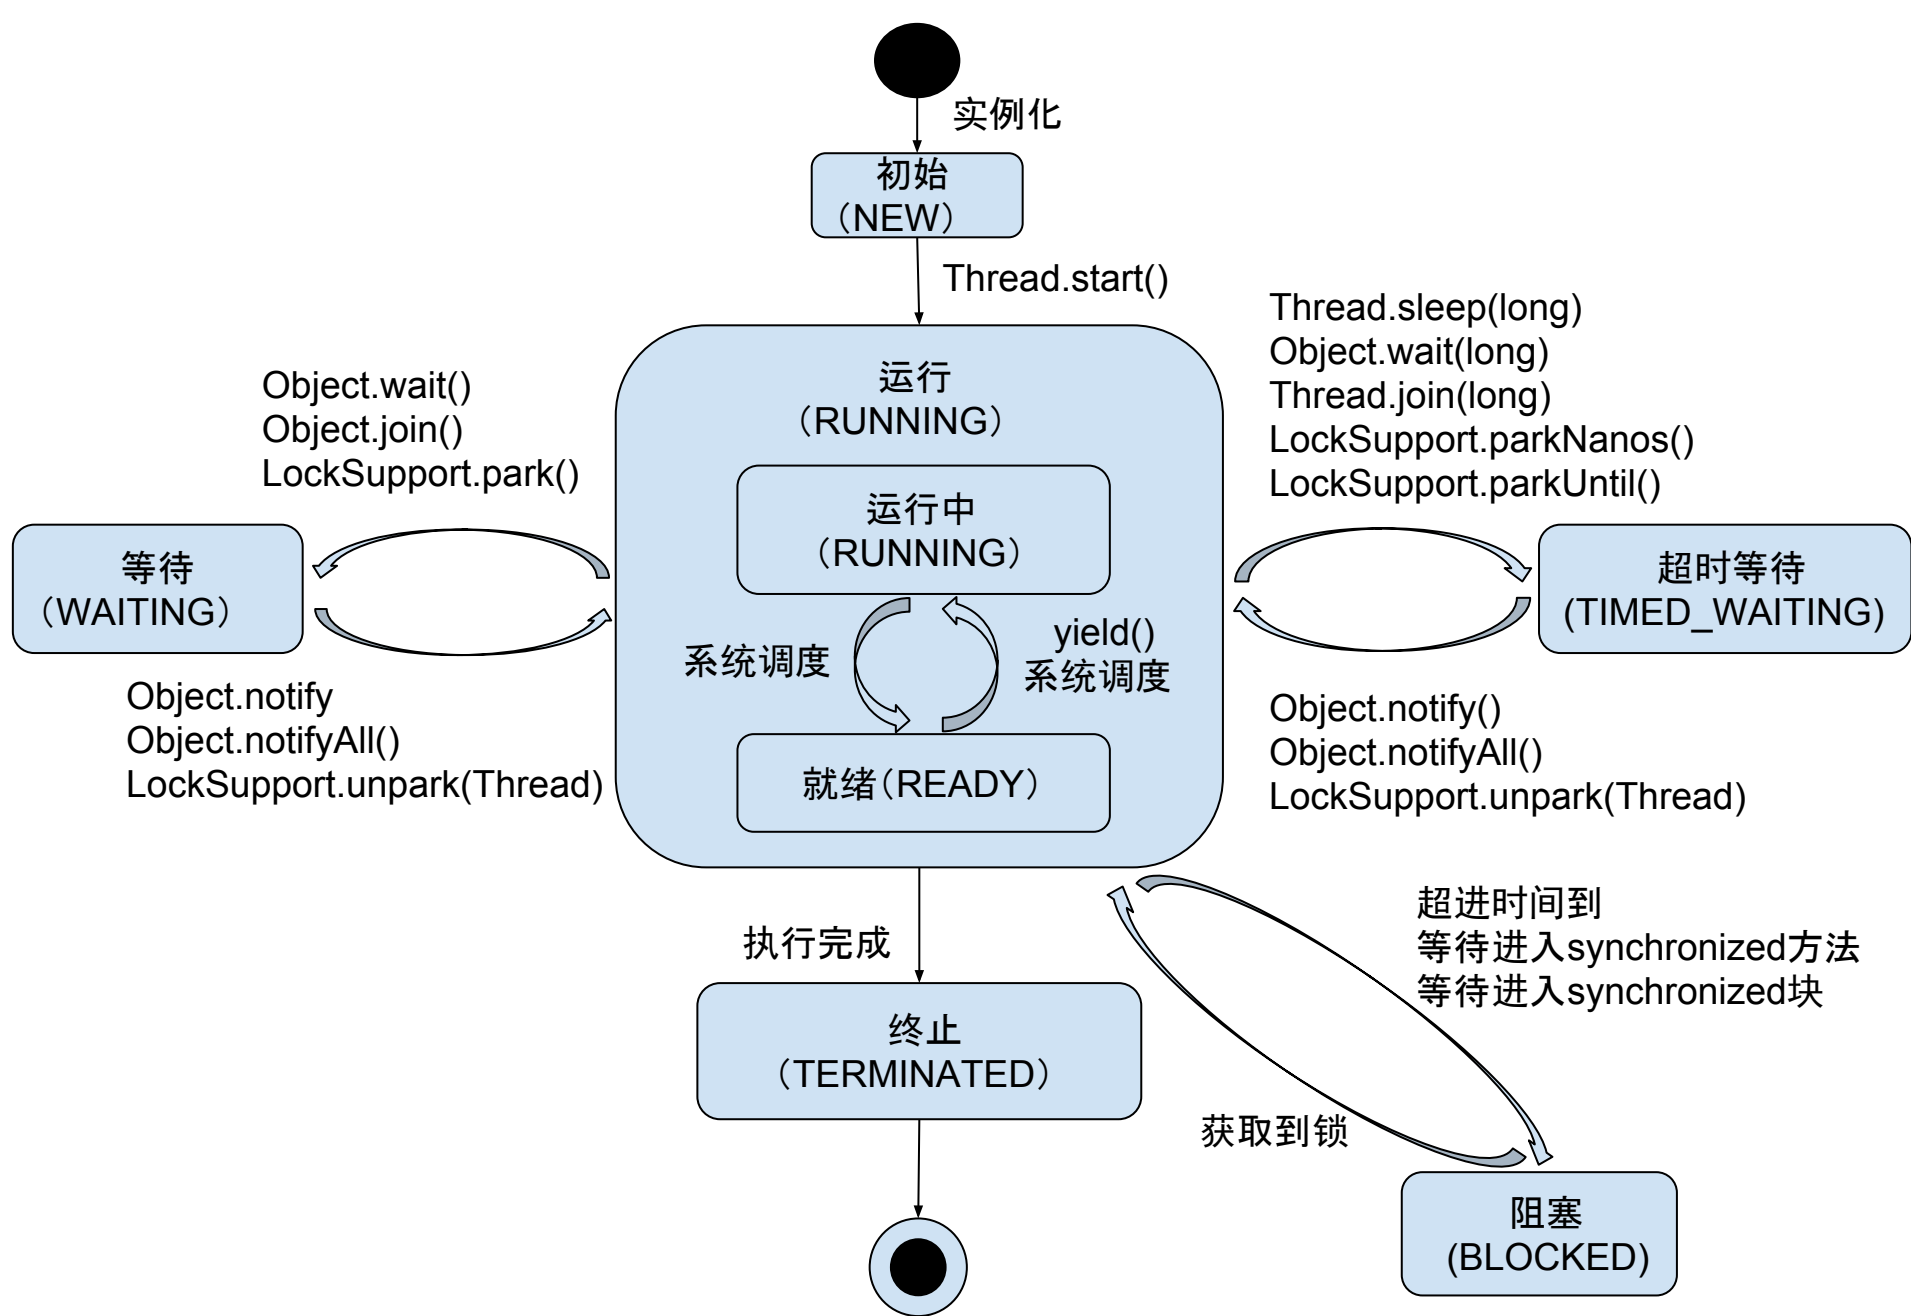 实例化
初始
（NEW）
Thread.start()
Thread.sleep(long)
Object.wait(long)
Thread.join(long)
LockSupport.parkNanos()
LockSupport.parkUntil()
Object.wait()
Object.join()
LockSupport.park()
运行
（RUNNING）
运行中
（RUNNING）
等待
（WAITING）
超时等待
(TIMED_WAITING)
系统调度
yield()
系统调度
Object.notify
Object.notifyAll()
LockSupport.unpark(Thread)
Object.notify()
Object.notifyAll()
LockSupport.unpark(Thread)
就绪（READY）
超进时间到
等待进入synchronized方法
等待进入synchronized块
执行完成
终止
（TERMINATED）
获取到锁
阻塞
(BLOCKED)